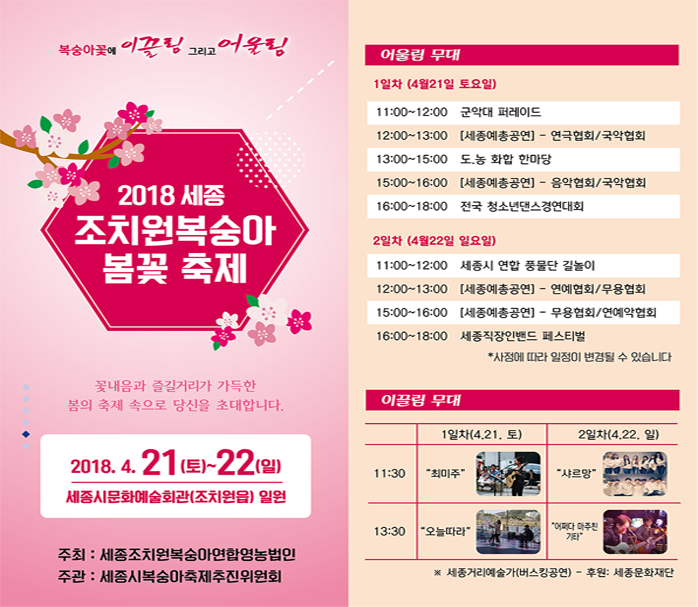 복숭아꽃에 이끌림 그리고 어울림
2018 세종
조치원복숭아
봄꽃 축제
꽃내음과 즐길거리가 가득한
봄의 축제 속으로 당신을 초대합니다.
2018. 4. 21(토)~22(일)
세종시문화예술회관(조치원읍) 일원
주최 : 세종조치원복숭아연합영농법인
주관 : 세종시복숭아축제추진위원회
어울림 무대
1일차 (4월21일 토요일)
11:00~12:00 군악대 퍼레이드
12:00~13:00 [세종예총공연] - 연극협회/국악협회
13:00~15:00 도.농 화합 한마당
15:00~16:00 [세종예총공연] - 음악협회/국악협회
16:00~18:00 전국 청소년댄스경연대회
2일차 (4월22일 일요일)
11:00~12:00 세종시 연합 풍물단 길놀이
12:00~13:00 [세종예총공연] - 연예협회/무용협회
15:00~16:00 [세종예총공연] - 무용협회/연예악협회
16:00~18:00 세종직장인밴드 페스티벌
*사정에 따라 일정이 변경될 수 있습니다
이끌림 무대
1일차(4.21. 토) 2일차(4.22. 일)
11:30 "최미주" "샤르망"
13:30 "오늘따라" "어쩌다 마주친
기타"
※ 세종거리예술가(버스킹공연) - 후원: 세종문화재단